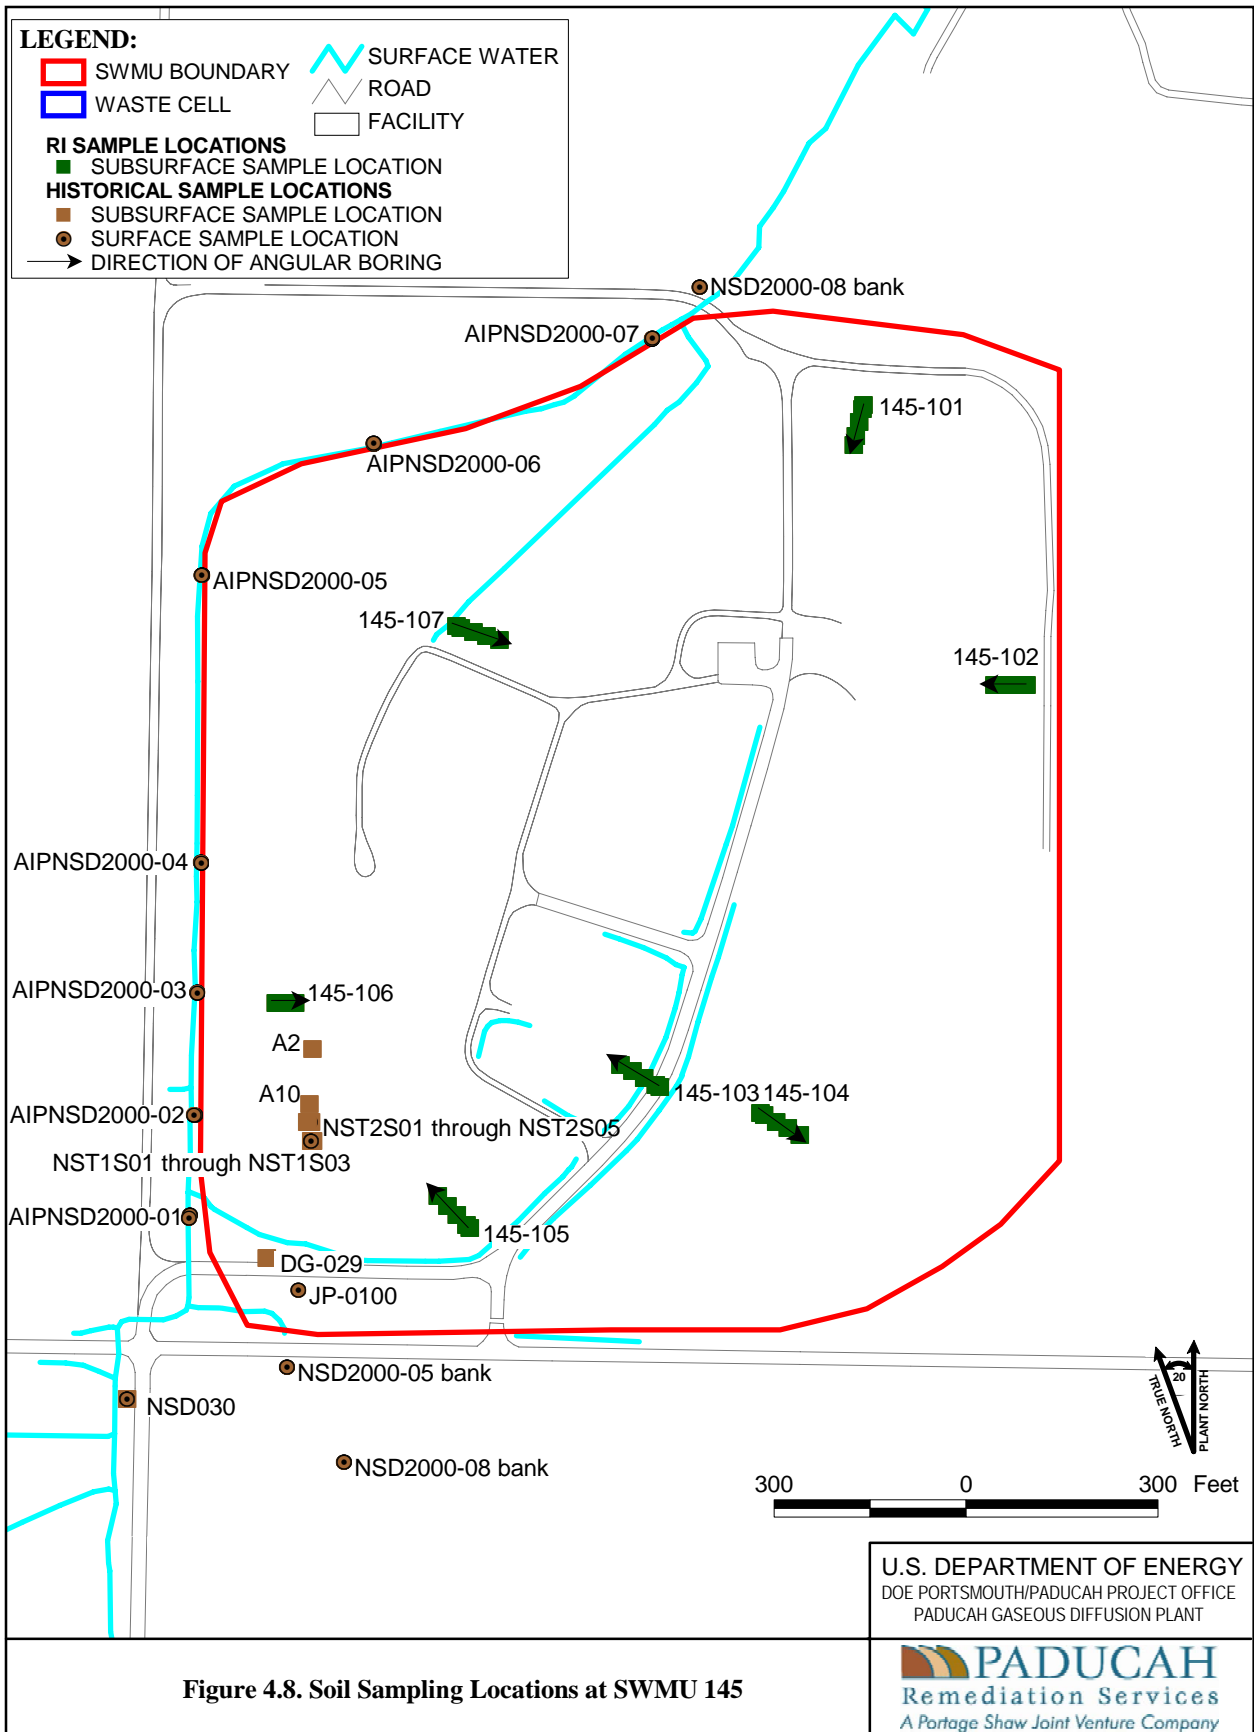 LEGEND:
SWMU BOUNDARY
WASTE CELL
SURFACE WATER
ROAD
FACILITY
RI SAMPLE LOCATIONS
SUBSURFACE SAMPLE LOCATION
HISTORICAL SAMPLE LOCATIONS
SUBSURFACE SAMPLE LOCATION
SURFACE SAMPLE LOCATION
DIRECTION OF ANGULAR BORING
NSD2000-08 bank
AIPNSD2000-07
145-101
AIPNSD2000-06
AIPNSD2000-05
145-107
145-102
AIPNSD2000-04
AIPNSD2000-03
145-106
A2
A10
145-103
145-104
AIPNSD2000-02
NST2S01 through NST2S05
NST1S01 through NST1S03
AIPNSD2000-01
145-105
DG-029
JP-0100
NSD2000-05 bank
NSD030
NSD2000-08 bank
20
TRUE NORTH
PLANT NORTH
300 0 300 Feet
U.S. DEPARTMENT OF ENERGY
DOE PORTSMOUTH/PADUCAH PROJECT OFFICE
PADUCAH GASEOUS DIFFUSION PLANT
Figure 4.8. Soil Sampling Locations at SWMU 145
PADUCAH
Remediation Services
A Portage Shaw Joint Venture Company